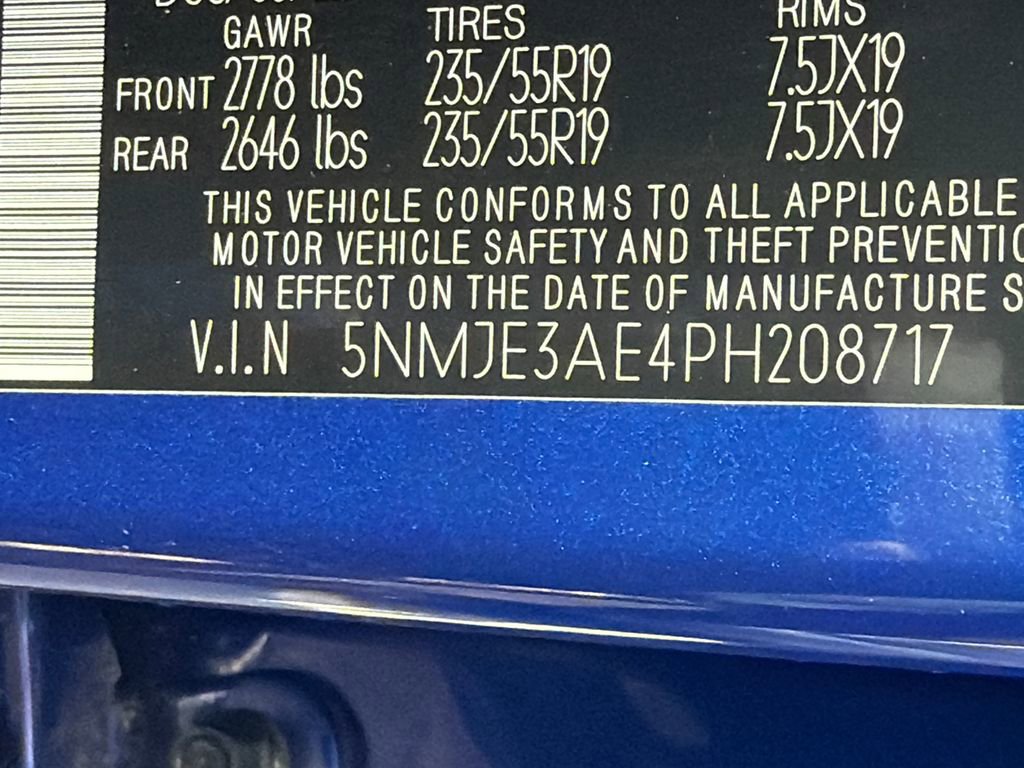 GAWR TIRES RIMS
FRONT 2778 lbs 235/55R19 7.5JX19
REAR 2646 lbs 235/55R19 7.5JX19
THIS VEHICLE CONFORMS TO ALL APPLICABLE
MOTOR VEHICLE SAFETY AND THEFT PREVENTIO
IN EFFECT ON THE DATE OF MANUFACTURE S
V.I.N 5NMJE3AE4PH208717